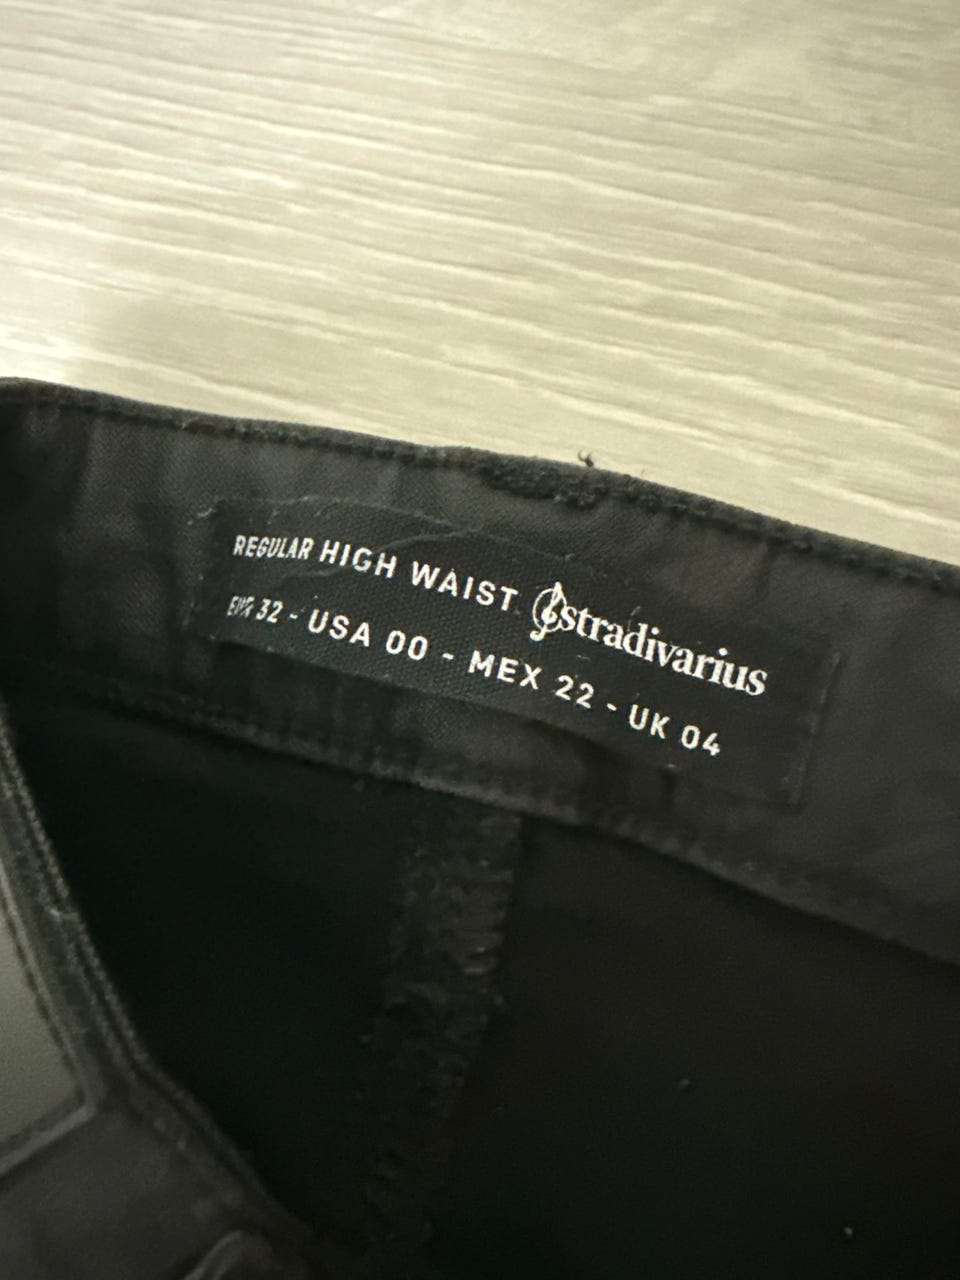 REGULAR HIGH WAIST stradivarius
EUR 32 - USA 00 - MEX 22 - UK 04